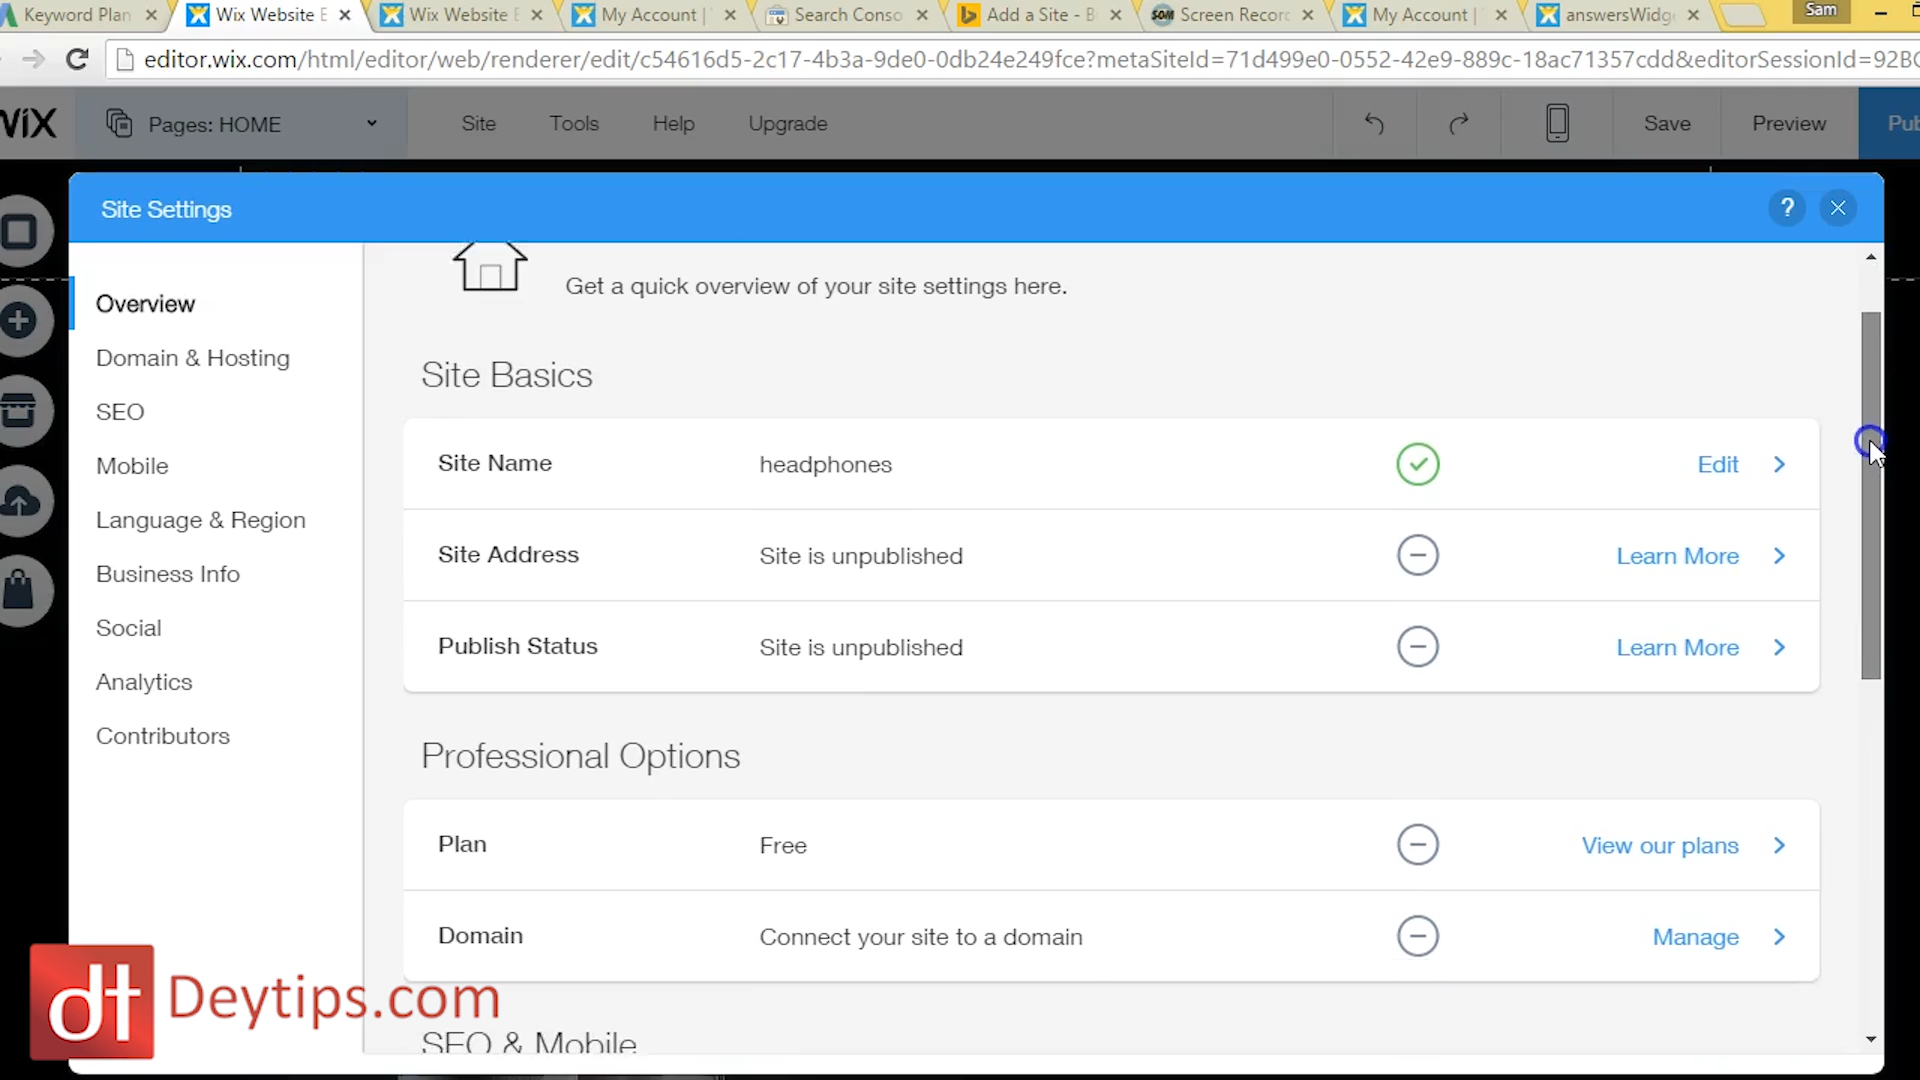 Keyword Plan
Wix Website E
Wix Website E
My Account |
Search Conso
Add a Site - B
SOM Screen Recor
My Account |
answersWidg
Sam
editor.wix.com/html/editor/web/renderer/edit/c54616d5-2c17-4b3a-9de0-0db24e249fce?metaSiteId=71d499e0-0552-42e9-889c-18ac71357cdd&editorSessionId=92B
WiX
Pages: HOME
Site
Tools
Help
Upgrade
Save
Preview
Pub
Site Settings
?
Get a quick overview of your site settings here.
Overview
Domain & Hosting
SEO
Mobile
Language & Region
Business Info
Social
Analytics
Contributors
Site Basics
Site Name headphones Edit
Site Address Site is unpublished Learn More
Publish Status Site is unpublished Learn More
Professional Options
Plan Free View our plans
Domain Connect your site to a domain Manage
SEO & Mobile
dt Deytips.com